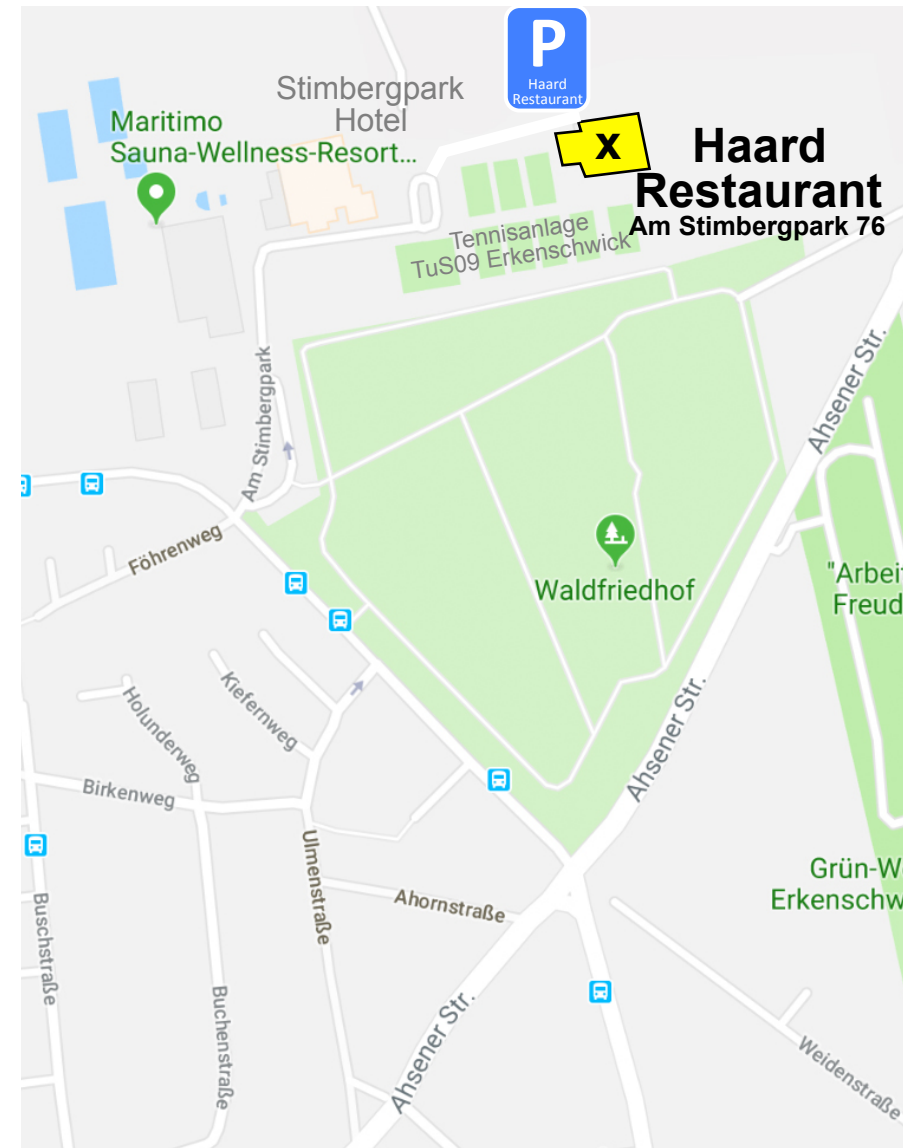 P
Haard
Restaurant
Stimbergpark
Hotel
Maritimo
Sauna-Wellness-Resort...
x
Haard
Restaurant
Am Stimbergpark 76
Tennisanlage
TuS09 Erkenschwick
Ahsener Str.
Am Stimbergpark
Föhrenweg
Waldfriedhof
"Arbeit
Freud
Kiefernweg
Holunderweg
Ahsener Str.
Birkenweg
Ulmenstraße
Grün-We
Erkenschw
Ahornstraße
Buschstraße
Buchenstraße
Ahsener Str.
Weidenstraße